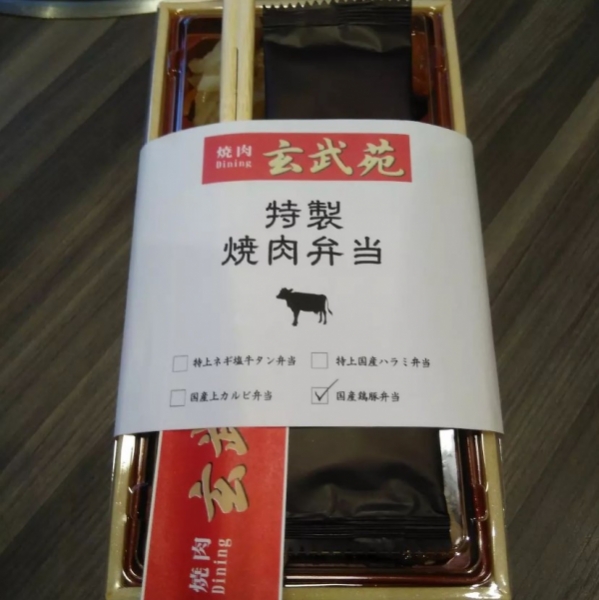 焼肉
Dining
玄武苑
特製
焼肉弁当
特上ネギ塩牛タン弁当
特上国産ハラミ弁当
国産上カルビ弁当
国産鶏豚弁当
焼肉
Dining
玄武